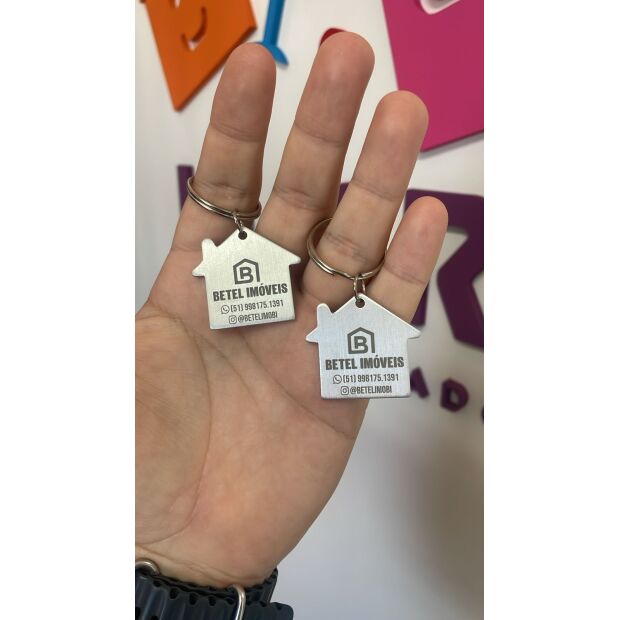 B
BETEL IMÓVEIS
(51) 998175.1391
@BETELIMOBI
B
BETEL IMÓVEIS
(51) 998175.1391
@BETELIMOBI